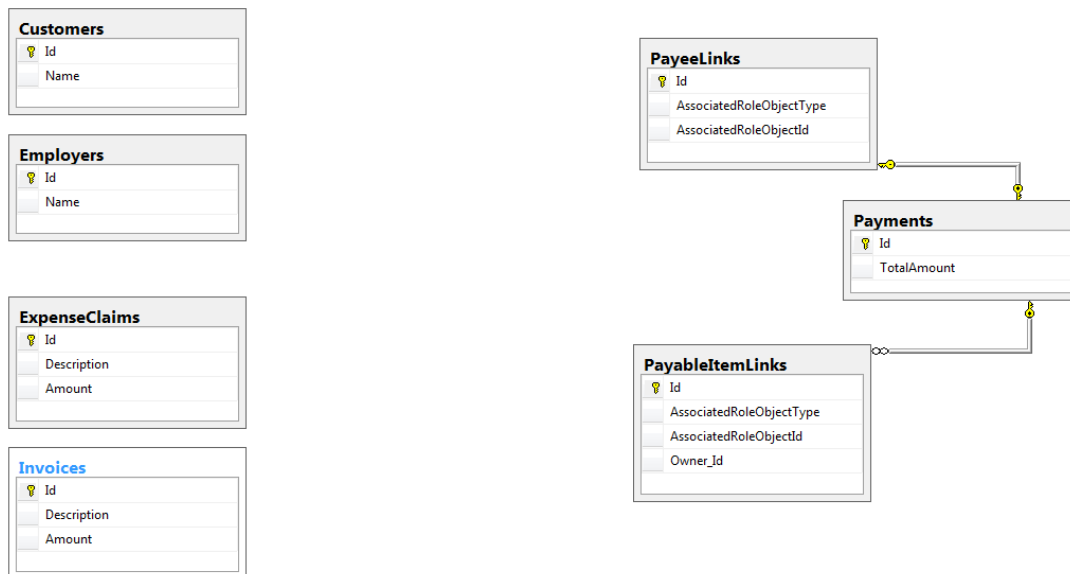 Customers
Id
Name
Employers
Id
Name
ExpenseClaims
Id
Description
Amount
Invoices
Id
Description
Amount
PayeeLinks
Id
AssociatedRoleObjectType
AssociatedRoleObjectId
Payments
Id
TotalAmount
PayableItemLinks
Id
AssociatedRoleObjectType
AssociatedRoleObjectId
Owner_Id